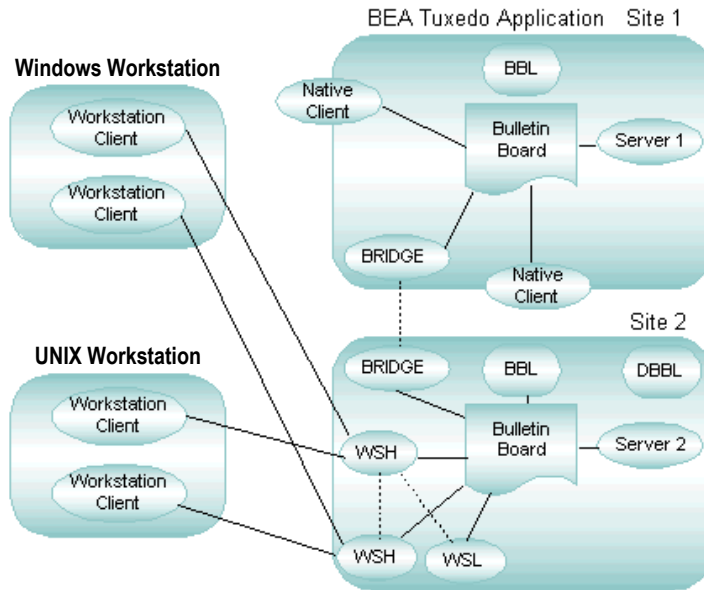 BEA Tuxedo Application Site 1
Windows Workstation
Workstation
Client
Workstation
Client
BBL
Native
Client
Bulletin
Board
Server 1
BRIDGE
Native
Client
UNIX Workstation
Workstation
Client
Workstation
Client
Site 2
BRIDGE
BBL
DBBL
Bulletin
Board
Server 2
WSH
WSH
WSL